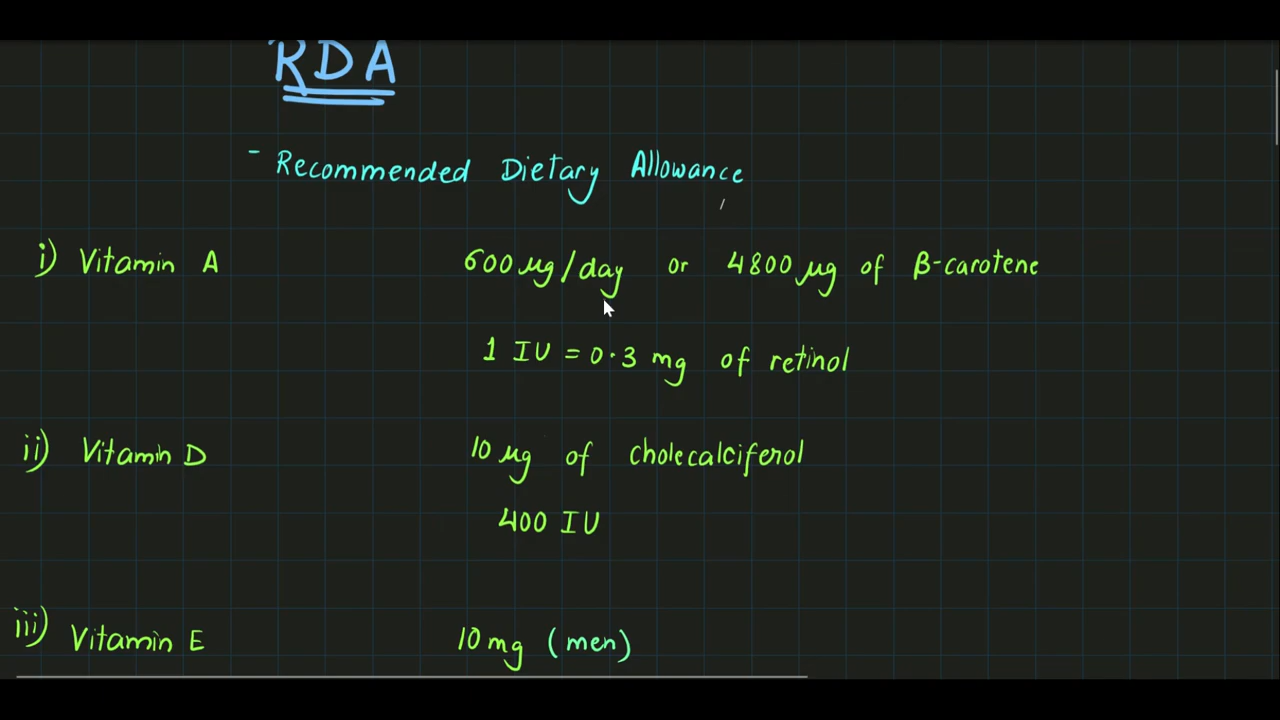 RDA
- Recommended Dietary Allowance
i) Vitamin A 600 μg/day or 4800 μg of β-carotene
1 IU = 0.3 mg of retinol
ii) Vitamin D 10 μg of cholecalciferol
400 IU
iii) Vitamin E 10 mg (men)